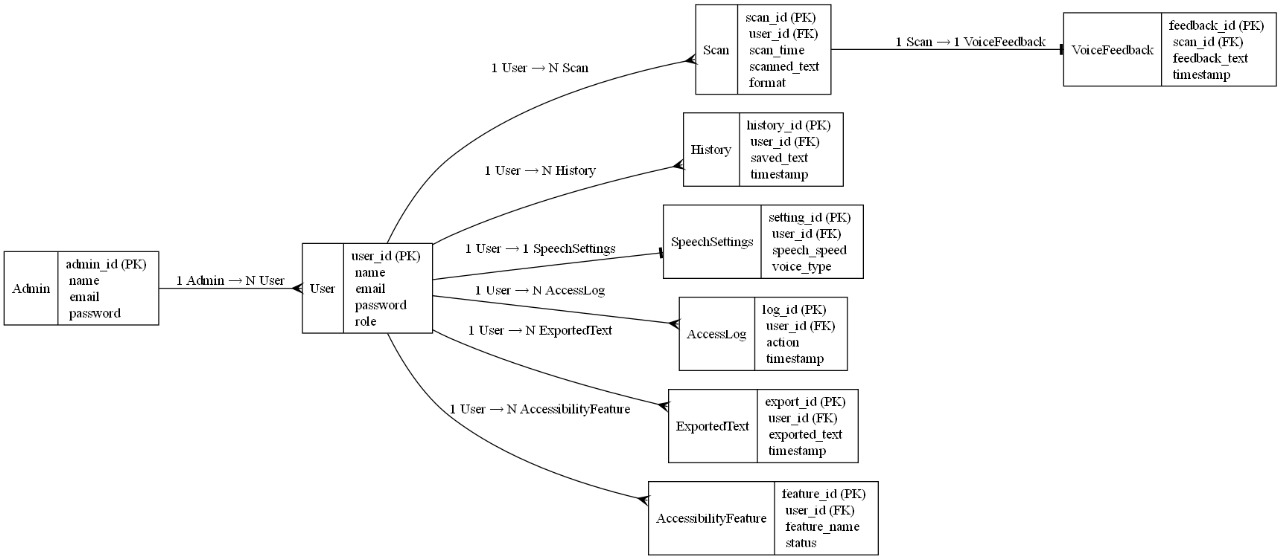 Admin
admin_id (PK)
name
email
password
1 Admin → N User
User
user_id (PK)
name
email
password
role
1 User → N Scan
Scan
scan_id (PK)
user_id (FK)
scan_time
scanned_text
format
1 Scan → 1 VoiceFeedback
VoiceFeedback
feedback_id (PK)
scan_id (FK)
feedback_text
timestamp
1 User → N History
History
history_id (PK)
user_id (FK)
saved_text
timestamp
1 User → 1 SpeechSettings
SpeechSettings
setting_id (PK)
user_id (FK)
speech_speed
voice_type
1 User → N AccessLog
AccessLog
log_id (PK)
user_id (FK)
action
timestamp
1 User → N ExportedText
ExportedText
export_id (PK)
user_id (FK)
exported_text
timestamp
1 User → N AccessibilityFeature
AccessibilityFeature
feature_id (PK)
user_id (FK)
feature_name
status